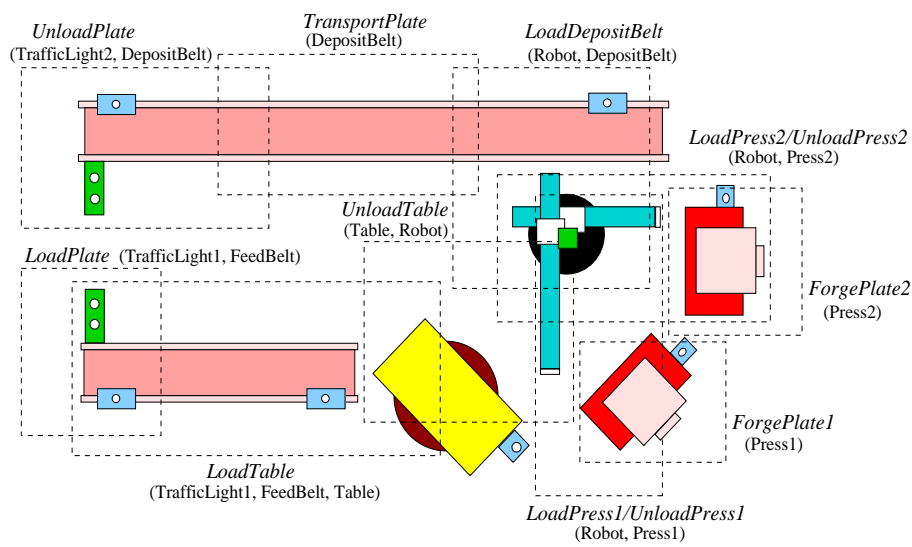 UnloadPlate
(TrafficLight2, DepositBelt)
TransportPlate
(DepositBelt)
LoadDepositBelt
(Robot, DepositBelt)
LoadPress2/UnloadPress2
(Robot, Press2)
UnloadTable
(Table, Robot)
LoadPlate (TrafficLight1, FeedBelt)
ForgePlate2
(Press2)
ForgePlate1
(Press1)
LoadTable
(TrafficLight1, FeedBelt, Table)
LoadPress1/UnloadPress1
(Robot, Press1)